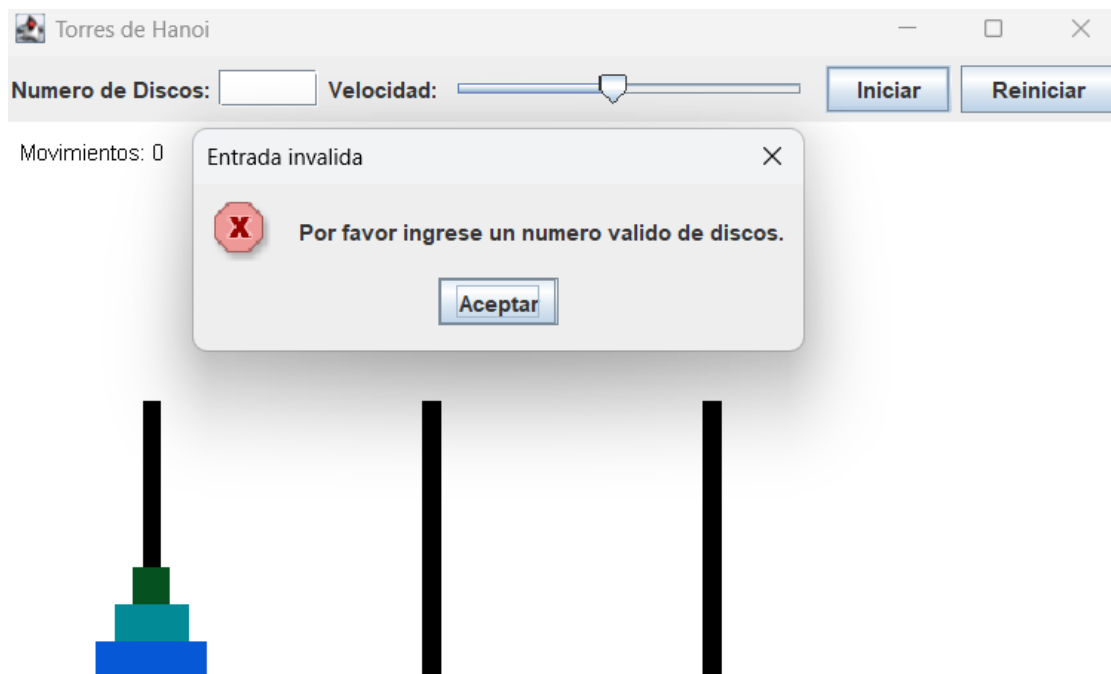 Torres de Hanoi
Numero de Discos: Velocidad: Iniciar Reiniciar
Movimientos: 0
Entrada invalida
Por favor ingrese un numero valido de discos.
Aceptar